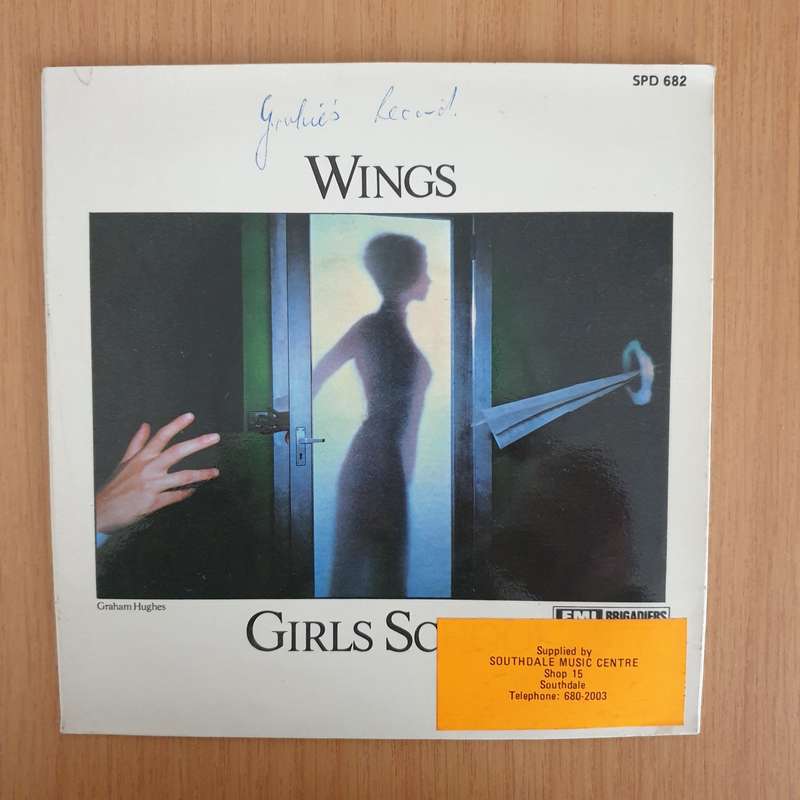 SPD 682
Record.
WINGS
Graham Hughes
EMI BRIGADIERS
GIRLS SC
Supplied by
SOUTHDALE MUSIC CENTRE
Shop 15
Southdale
Telephone: 680-2003